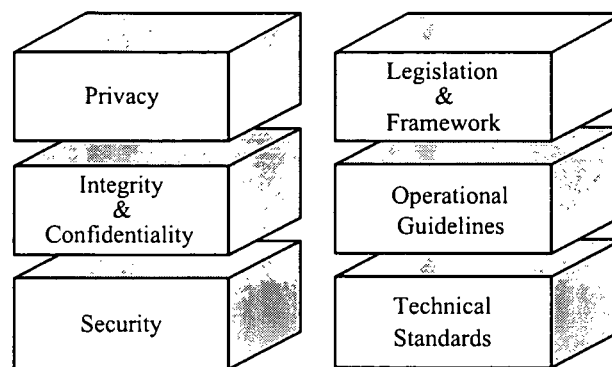 Privacy
Integrity
&
Confidentiality
Security
Legislation
&
Framework
Operational
Guidelines
Technical
Standards